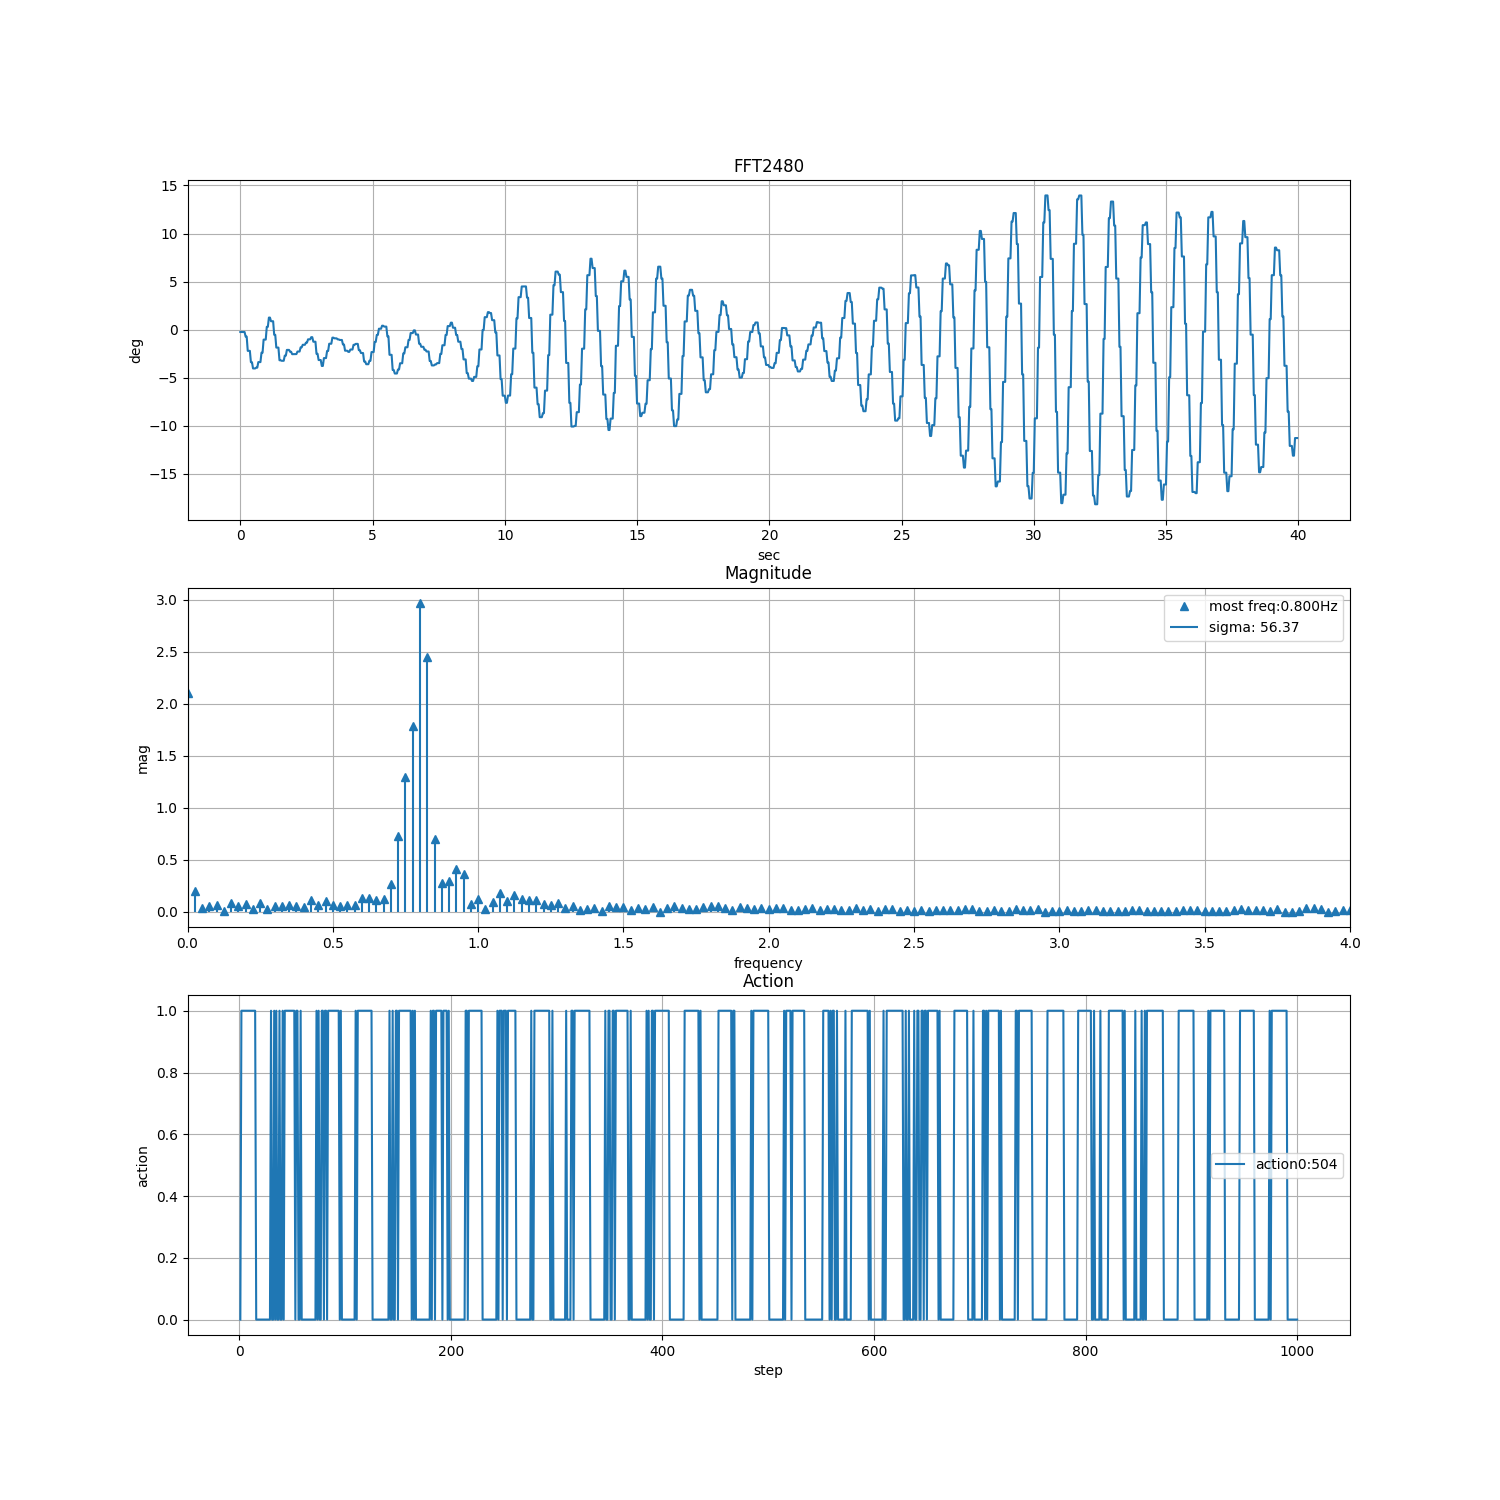 FFT2480
deg
15
10
5
0
−5
−10
−15
0 5 10 15 20 25 30 35 40
sec
Magnitude
mag
3.0
2.5
2.0
1.5
1.0
0.5
0.0
most freq:0.800Hz
sigma: 56.37
0.0 0.5 1.0 1.5 2.0 2.5 3.0 3.5 4.0
frequency
Action
action
1.0
0.8
0.6
0.4
0.2
0.0
action0:504
0 200 400 600 800 1000
step